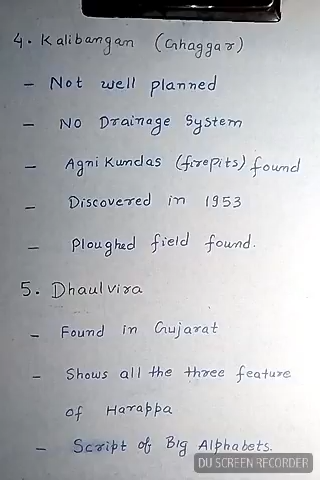 4. Kalibangan (Ghaggar)
- Not well planned
- No Drainage System
- Agni Kundas (firepits) found
- Discovered in 1953
- Ploughed field found.
5. Dhaulvira
- Found in Gujarat
- Shows all the three feature
of Harappa
- Script of Big Alphabets.
DU SCREEN RECORDER